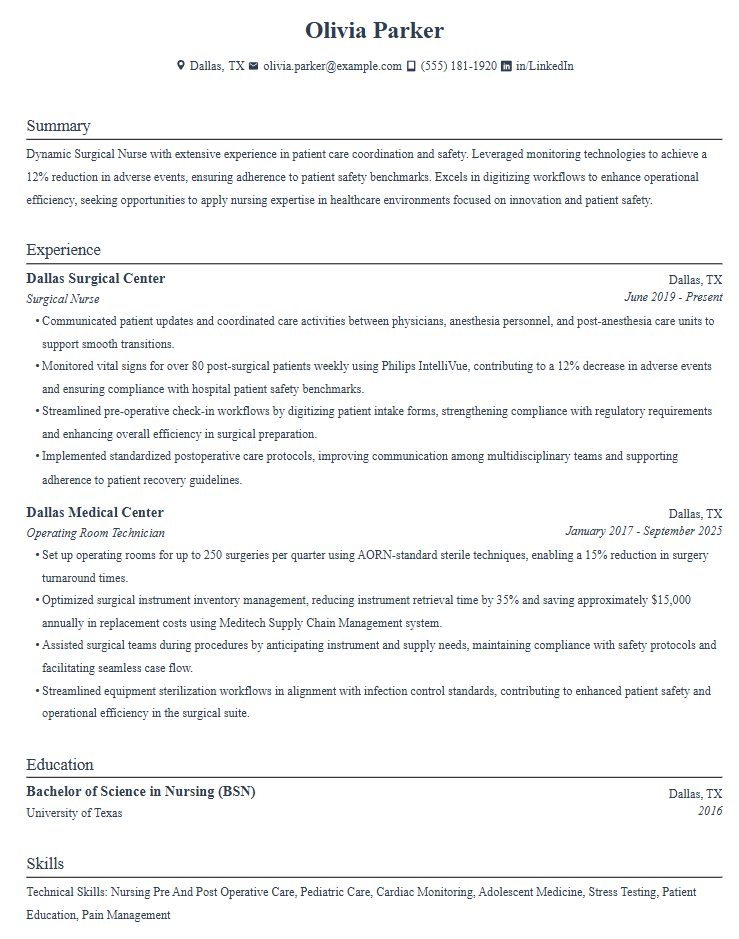 Olivia Parker
Dallas, TX olivia.parker@example.com (555) 181-1920 in/LinkedIn
Summary
Dynamic Surgical Nurse with extensive experience in patient care coordination and safety. Leveraged monitoring technologies to achieve a
12% reduction in adverse events, ensuring adherence to patient safety benchmarks. Excels in digitizing workflows to enhance operational
efficiency, seeking opportunities to apply nursing expertise in healthcare environments focused on innovation and patient safety.
Experience
Dallas Surgical Center Dallas, TX
Surgical Nurse June 2019 - Present
• Communicated patient updates and coordinated care activities between physicians, anesthesia personnel, and post-anesthesia care units to
support smooth transitions.
• Monitored vital signs for over 80 post-surgical patients weekly using Philips IntelliVue, contributing to a 12% decrease in adverse events
and ensuring compliance with hospital patient safety benchmarks.
• Streamlined pre-operative check-in workflows by digitizing patient intake forms, strengthening compliance with regulatory requirements
and enhancing overall efficiency in surgical preparation.
• Implemented standardized postoperative care protocols, improving communication among multidisciplinary teams and supporting
adherence to patient recovery guidelines.
Dallas Medical Center Dallas, TX
Operating Room Technician January 2017 - September 2025
• Set up operating rooms for up to 250 surgeries per quarter using AORN-standard sterile techniques, enabling a 15% reduction in surgery
turnaround times.
• Optimized surgical instrument inventory management, reducing instrument retrieval time by 35% and saving approximately $15,000
annually in replacement costs using Meditech Supply Chain Management system.
• Assisted surgical teams during procedures by anticipating instrument and supply needs, maintaining compliance with safety protocols and
facilitating seamless case flow.
• Streamlined equipment sterilization workflows in alignment with infection control standards, contributing to enhanced patient safety and
operational efficiency in the surgical suite.
Education
Bachelor of Science in Nursing (BSN) Dallas, TX
University of Texas 2016
Skills
Technical Skills: Nursing Pre And Post Operative Care, Pediatric Care, Cardiac Monitoring, Adolescent Medicine, Stress Testing, Patient
Education, Pain Management